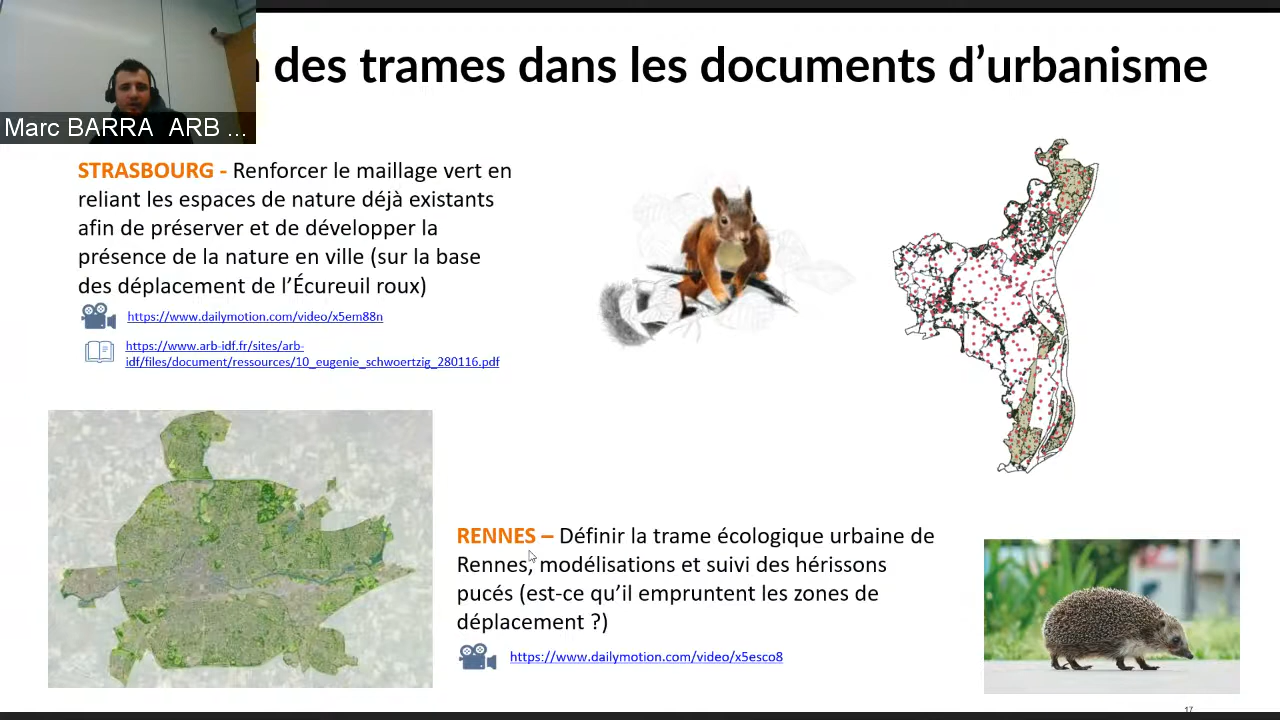 des trames dans les documents d’urbanisme
Marc BARRA ARB ...
STRASBOURG - Renforcer le maillage vert en
reliant les espaces de nature déjà existants
afin de préserver et de développer la
présence de la nature en ville (sur la base
des déplacement de l’Écureuil roux)
https://www.dailymotion.com/video/x5em88n
https://www.arb-idf.fr/sites/arb-
idf/files/document/ressources/10_eugenie_schwoertzig_280116.pdf
RENNES – Définir la trame écologique urbaine de
Rennes, modélisations et suivi des hérissons
pucés (est-ce qu’il empruntent les zones de
déplacement ?)
https://www.dailymotion.com/video/x5esco8
17